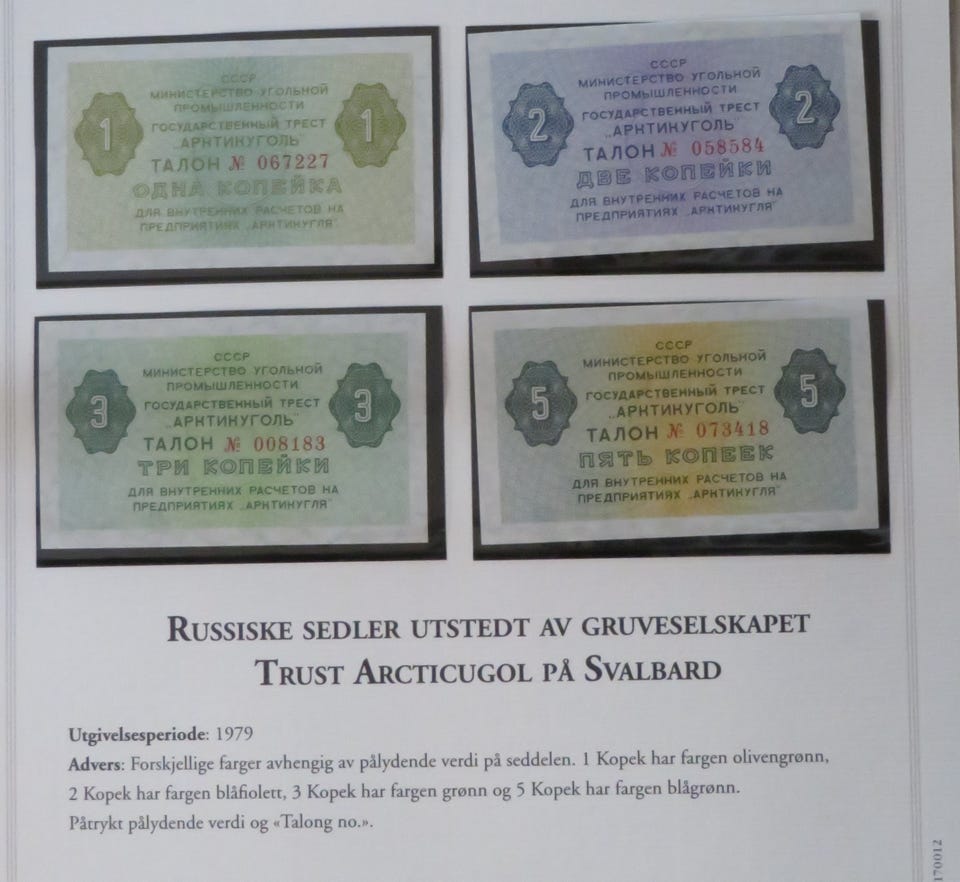 СССР
МИНИСТЕРСТВО УГОЛЬНОЙ
ПРОМЫШЛЕННОСТИ
ГОСУДАРСТВЕННЫЙ ТРЕСТ
„АРКТИКУГОЛЬ"
1
1
ТАЛОН № 067227
ОДНА КОПЕЙКА
ДЛЯ ВНУТРЕННИХ РАСЧЕТОВ НА
ПРЕДПРИЯТИЯХ „АРКТИКУГЛЯ"
СССР
МИНИСТЕРСТВО УГОЛЬНОЙ
ПРОМЫШЛЕННОСТИ
ГОСУДАРСТВЕННЫЙ ТРЕСТ
„АРКТИКУГОЛЬ"
2
2
ТАЛОН № 058584
ДВЕ КОПЕЙКИ
ДЛЯ ВНУТРЕННИХ РАСЧЕТОВ НА
ПРЕДПРИЯТИЯХ „АРКТИКУГЛЯ"
СССР
МИНИСТЕРСТВО УГОЛЬНОЙ
ПРОМЫШЛЕННОСТИ
ГОСУДАРСТВЕННЫЙ ТРЕСТ
„АРКТИКУГОЛЬ"
3
3
ТАЛОН № 008183
ТРИ КОПЕЙКИ
ДЛЯ ВНУТРЕННИХ РАСЧЕТОВ НА
ПРЕДПРИЯТИЯХ „АРКТИКУГЛЯ"
СССР
МИНИСТЕРСТВО УГОЛЬНОЙ
ПРОМЫШЛЕННОСТИ
ГОСУДАРСТВЕННЫЙ ТРЕСТ
„АРКТИКУГОЛЬ"
5
5
ТАЛОН № 073418
ПЯТЬ КОПЕЕК
ДЛЯ ВНУТРЕННИХ РАСЧЕТОВ НА
ПРЕДПРИЯТИЯХ „АРКТИКУГЛЯ"
RUSSISKE SEDLER UTSTEDT AV GRUVESELSKAPET
TRUST ARCTICUGOL PÅ SVALBARD
Utgivelsesperiode: 1979
Advers: Forskjellige farger avhengig av pålydende verdi på seddelen. 1 Kopek har fargen olivengrønn,
2 Kopek har fargen blåfiolett, 3 Kopek har fargen grønn og 5 Kopek har fargen blågrønn.
Påtrykt pålydende verdi og «Talong no.».
170012